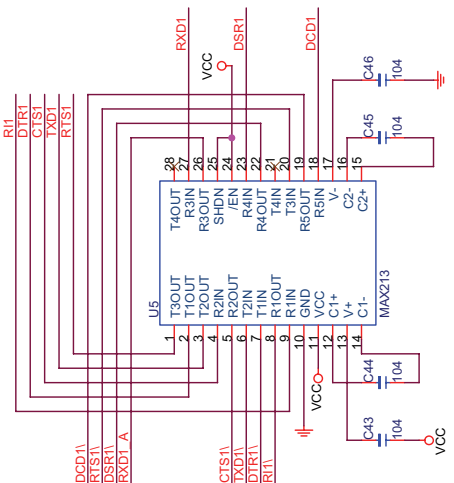 RI1
DTR1
CTS1
TXD1
RTS1
RXD1
VCC
DSR1
DCD1
C46
104
C45
104
28
27
26
25
24
23
22
21
20
19
18
17
16
15
T4OUT
R3IN
R3OUT
SHDN
/EN
R4IN
R4OUT
T4IN
T3IN
R5OUT
R5IN
V-
C2-
C2+
U5
MAX213
T3OUT
T1OUT
T2OUT
R2IN
R2OUT
T2IN
T1IN
R1OUT
R1IN
GND
VCC
C1+
V+
C1-
1
2
3
4
5
6
7
8
9
10
11
12
13
14
VCC
C44
104
C43
104
VCC
DCD1\
RTS1\
DSR1\
RXD1_A
CTS1\
TXD1\
DTR1\
RI1\